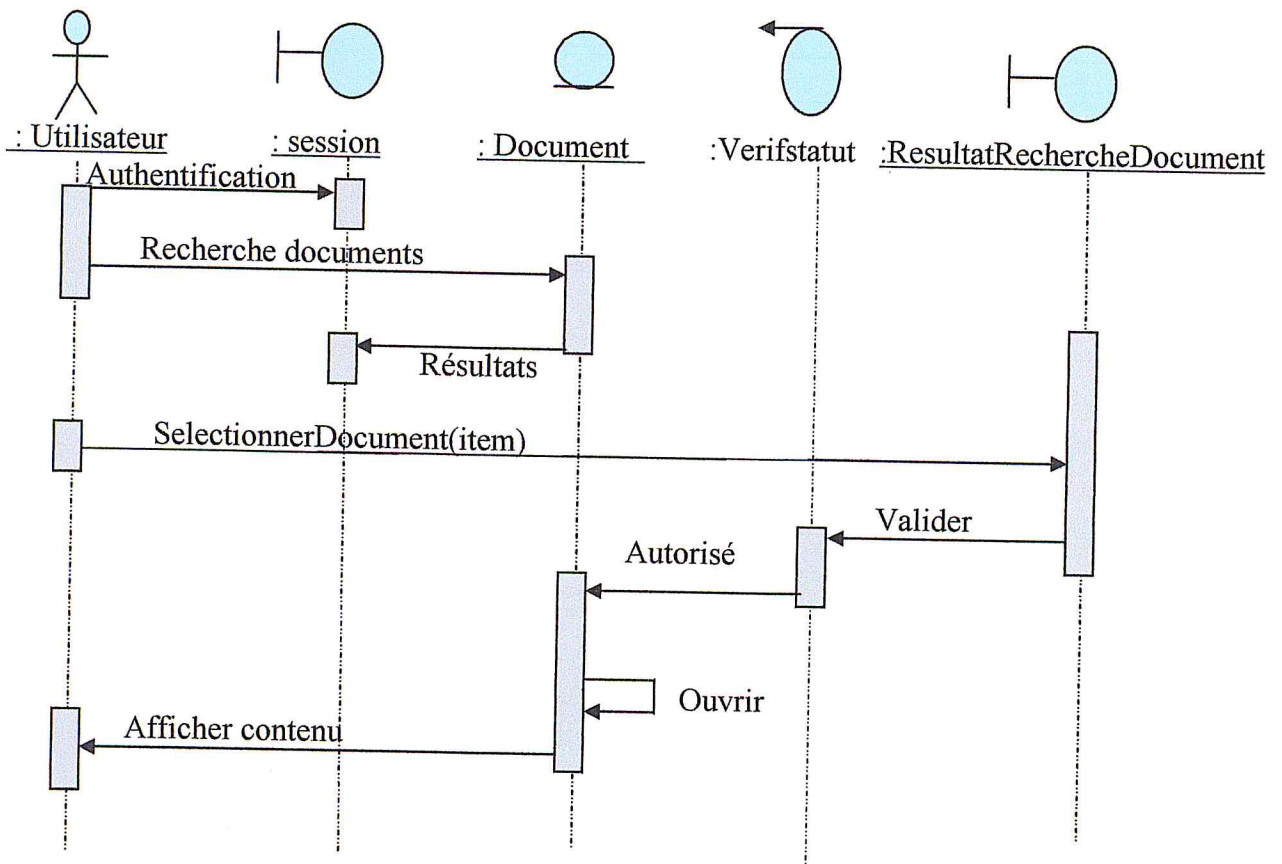 : Utilisateur
: session
: Document
:Verifstatut
:ResultatRechercheDocument
Authentification
Recherche documents
Résultats
SelectionnerDocument(item)
Valider
Autorisé
Ouvrir
Afficher contenu